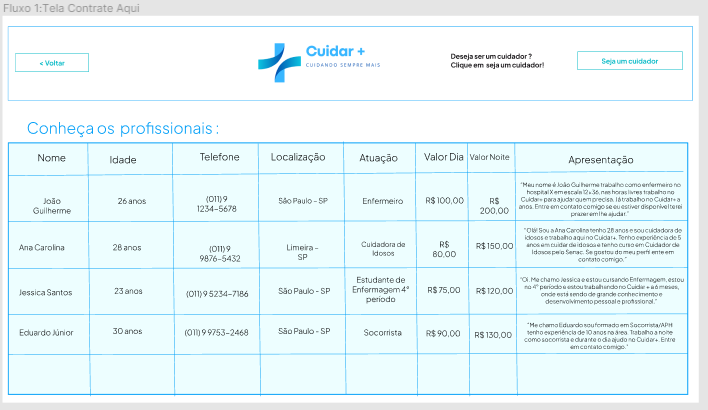 Fluxo 1:Tela Contrate Aqui
< Voltar
Cuidar +
CUIDANDO SEMPRE MAIS
Deseja ser um cuidador ?
Clique em seja um cuidador!
Seja um cuidador
Conheça os profissionais :
Nome
Idade
Telefone
Localização
Atuação
Valor Dia
Valor Noite
Apresentação
João
Guilherme
26 anos
(011) 9
1234-5678
São Paulo - SP
Enfermeiro
R$ 100,00
R$
200,00
"Meu nome é João Guilherme trabalho como enfermeiro no
hospital X em escala 12x36, nas horas livres trabalho no
Cuidar+ para ajudar quem precisa. Já trabalho no Cuidar+ a
anos. Entre em contato comigo se eu estiver disponível terei
prazer em lhe ajudar."
Ana Carolina
28 anos
(011) 9
9876-5432
Limeira -
SP
Cuidadora de
Idosos
R$
80,00
R$ 150,00
"Olá! Sou a Ana Carolina tenho 28 anos e sou cuidadora de
idosos e trabalho aqui no Cuidar+. Tenho experiência de 5
anos em cuidar de idosos e tenho curso em Cuidador de
Idosos pelo Senac. Se gostou do meu perfil ente em
contato comigo."
Jessica Santos
23 anos
(011) 9 5234-7186
São Paulo - SP
Estudante de
Enfermagem 4°
período
R$ 75,00
R$ 120,00
"Oi. Me chamo Jessica e estou cursando Enfermagem, estou
no 4° período e estou trabalhando no Cuidar + a 6 meses,
onde está sendo de grande conhecimento e
desenvolvimento pessoal e profissional."
Eduardo Júnior
30 anos
(011) 9 9753-2468
São Paulo - SP
Socorrista
R$ 90,00
R$ 130,00
"Me chamo Eduardo sou formado em Socorrista/APH
tenho experiência de 10 anos na área. Trabalho a noite
como socorrista e durante o dia ajudo no Cuidar+. Entre
em contato comigo."